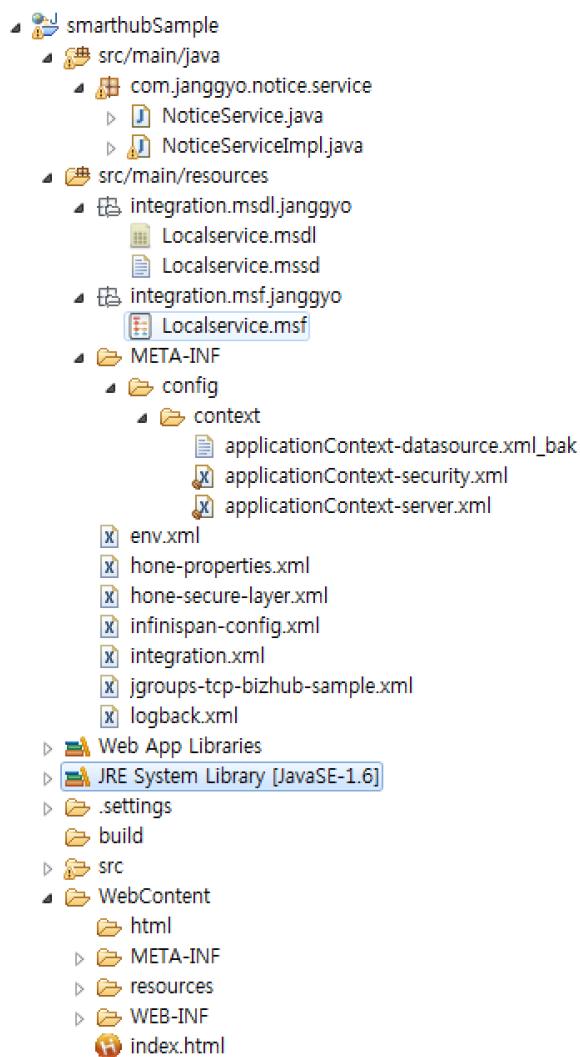 smarthubSample
src/main/java
com.janggyo.notice.service
NoticeService.java
NoticeServiceImpl.java
src/main/resources
integration.msdl.janggyo
Localservice.msdl
Localservice.mssd
integration.msf.janggyo
Localservice.msf
META-INF
config
context
applicationContext-datasource.xml_bak
applicationContext-security.xml
applicationContext-server.xml
env.xml
hone-properties.xml
hone-secure-layer.xml
infinispan-config.xml
integration.xml
jgroups-tcp-bizhub-sample.xml
logback.xml
Web App Libraries
JRE System Library [JavaSE-1.6]
.settings
build
src
WebContent
html
META-INF
resources
WEB-INF
index.html